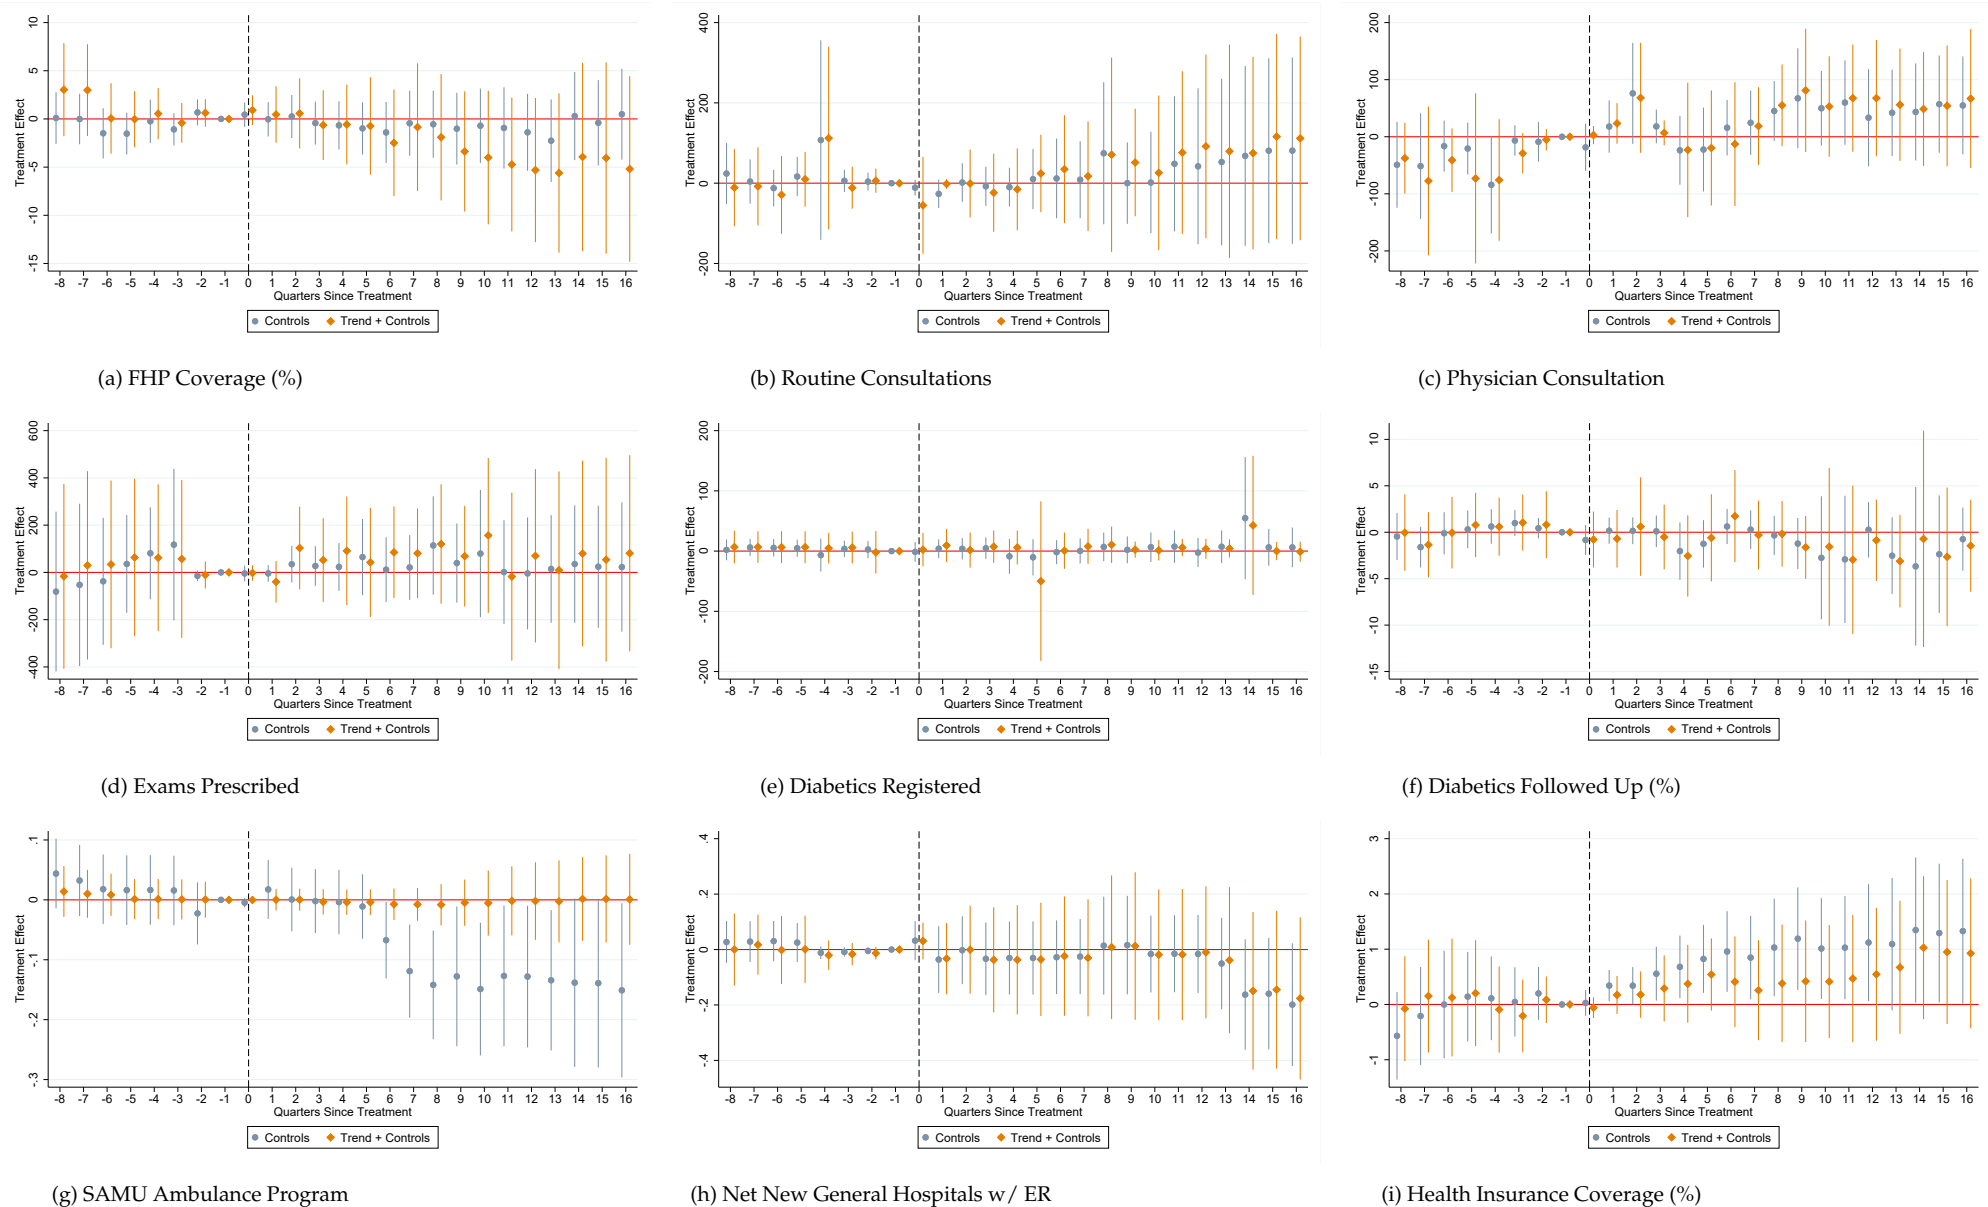 10
5
0
-5
-10
-15
Treatment Effect
-8 -7 -6 -5 -4 -3 -2 -1 0 1 2 3 4 5 6 7 8 9 10 11 12 13 14 15 16
Quarters Since Treatment
Controls Trend + Controls
(a) FHP Coverage (%)
400
200
0
200
Treatment Effect
-8 -7 -6 -5 -4 -3 -2 -1 0 1 2 3 4 5 6 7 8 9 10 11 12 13 14 15 16
Quarters Since Treatment
Controls Trend + Controls
(b) Routine Consultations
200
100
0
-100
-200
Treatment Effect
-8 -7 -6 -5 -4 -3 -2 -1 0 1 2 3 4 5 6 7 8 9 10 11 12 13 14 15 16
Quarters Since Treatment
Controls Trend + Controls
(c) Physician Consultation
600
400
200
0
-200
400
Treatment Effect
-8 -7 -6 -5 -4 -3 -2 -1 0 1 2 3 4 5 6 7 8 9 10 11 12 13 14 15 16
Quarters Since Treatment
Controls Trend + Controls
(d) Exams Prescribed
200
100
0
-100
-200
Treatment Effect
-8 -7 -6 -5 -4 -3 -2 -1 0 1 2 3 4 5 6 7 8 9 10 11 12 13 14 15 16
Quarters Since Treatment
Controls Trend + Controls
(e) Diabetics Registered
10
5
0
-5
-10
-15
Treatment Effect
-8 -7 -6 -5 -4 -3 -2 -1 0 1 2 3 4 5 6 7 8 9 10 11 12 13 14 15 16
Quarters Since Treatment
Controls Trend + Controls
(f) Diabetics Followed Up (%)
.1
0
-.1
-.2
-.3
Treatment Effect
-8 -7 -6 -5 -4 -3 -2 -1 0 1 2 3 4 5 6 7 8 9 10 11 12 13 14 15 16
Quarters Since Treatment
Controls Trend + Controls
(g) SAMU Ambulance Program
.4
.2
0
-.2
-.4
Treatment Effect
-8 -7 -6 -5 -4 -3 -2 -1 0 1 2 3 4 5 6 7 8 9 10 11 12 13 14 15 16
Quarters Since Treatment
Controls Trend + Controls
(h) Net New General Hospitals w/ ER
3
2
1
0
-1
Treatment Effect
-8 -7 -6 -5 -4 -3 -2 -1 0 1 2 3 4 5 6 7 8 9 10 11 12 13 14 15 16
Quarters Since Treatment
Controls Trend + Controls
(i) Health Insurance Coverage (%)